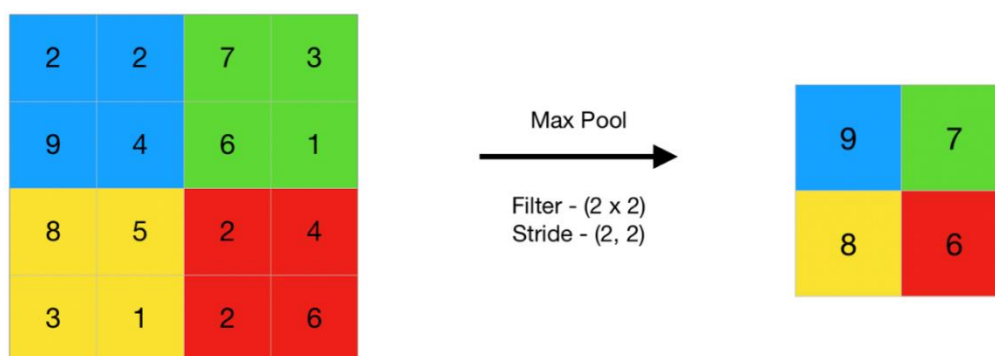 2 2 7 3
9 4 6 1
8 5 2 4
3 1 2 6
Max Pool
Filter - (2 x 2)
Stride - (2, 2)
9 7
8 6